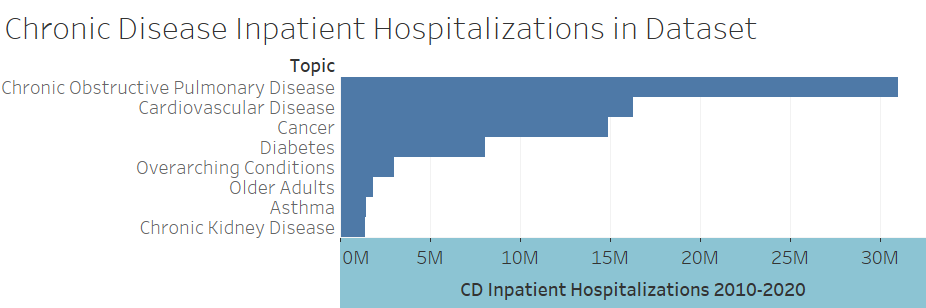 Chronic Disease Inpatient Hospitalizations in Dataset
Topic
Chronic Obstructive Pulmonary Disease
Cardiovascular Disease
Cancer
Diabetes
Overarching Conditions
Older Adults
Asthma
Chronic Kidney Disease
0M 5M 10M 15M 20M 25M 30M
CD Inpatient Hospitalizations 2010-2020